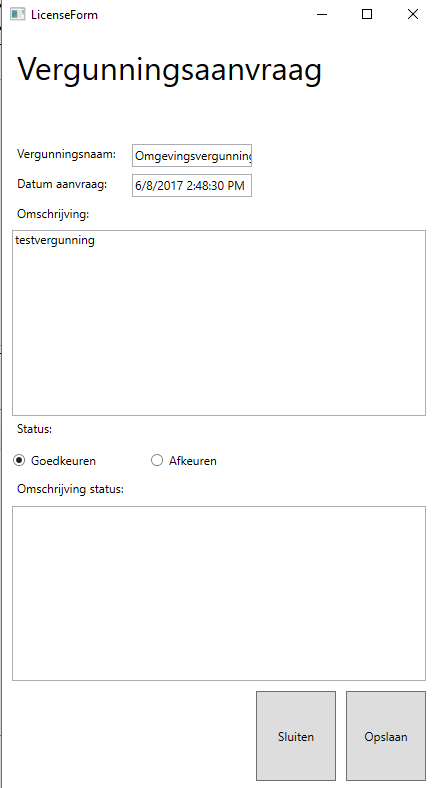 LicenseForm
Vergunningsaanvraag
Vergunningsnaam: Omgevingsvergunning
Datum aanvraag: 6/8/2017 2:48:30 PM
Omschrijving:
testvergunning
Status:
Goedkeuren Afkeuren
Omschrijving status:
Sluiten Opslaan